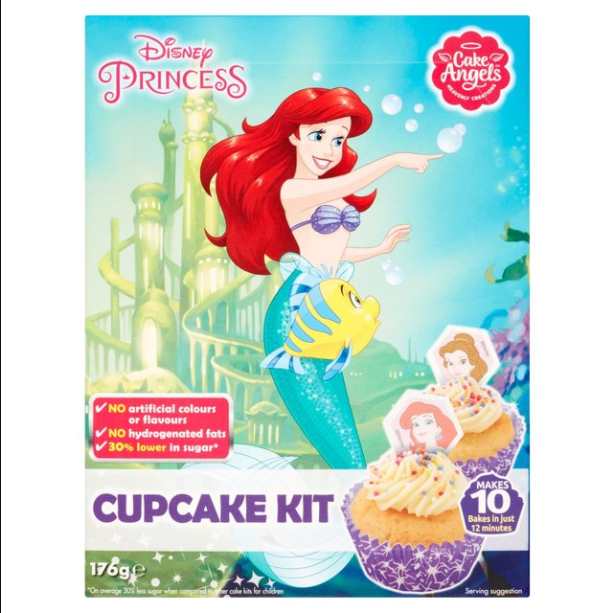 Disney
PRINCESS
Cake
Angels
HEAVENLY CREATIONS
✓ NO artificial colours
or flavours
✓ NO hydrogenated fats
✓ 30% lower in sugar*
MAKES
10
Bakes in just
12 minutes
CUPCAKE KIT
176g e
*On average 30% less sugar when compared to other cake kits for children
Serving suggestion